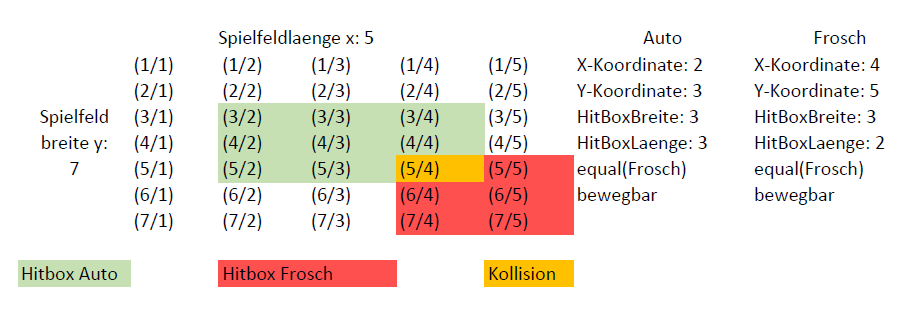 Spielfeldlaenge x: 5 Auto Frosch
(1/1) (1/2) (1/3) (1/4) (1/5) X-Koordinate: 2 X-Koordinate: 4
(2/1) (2/2) (2/3) (2/4) (2/5) Y-Koordinate: 3 Y-Koordinate: 5
Spielfeld (3/1) (3/2) (3/3) (3/4) (3/5) HitBoxBreite: 3 HitBoxBreite: 3
breite y: (4/1) (4/2) (4/3) (4/4) (4/5) HitBoxLaenge: 3 HitBoxLaenge: 2
7 (5/1) (5/2) (5/3) (5/4) (5/5) equal(Frosch) equal(Frosch)
(6/1) (6/2) (6/3) (6/4) (6/5) bewegbar bewegbar
(7/1) (7/2) (7/3) (7/4) (7/5)
Hitbox Auto Hitbox Frosch Kollision